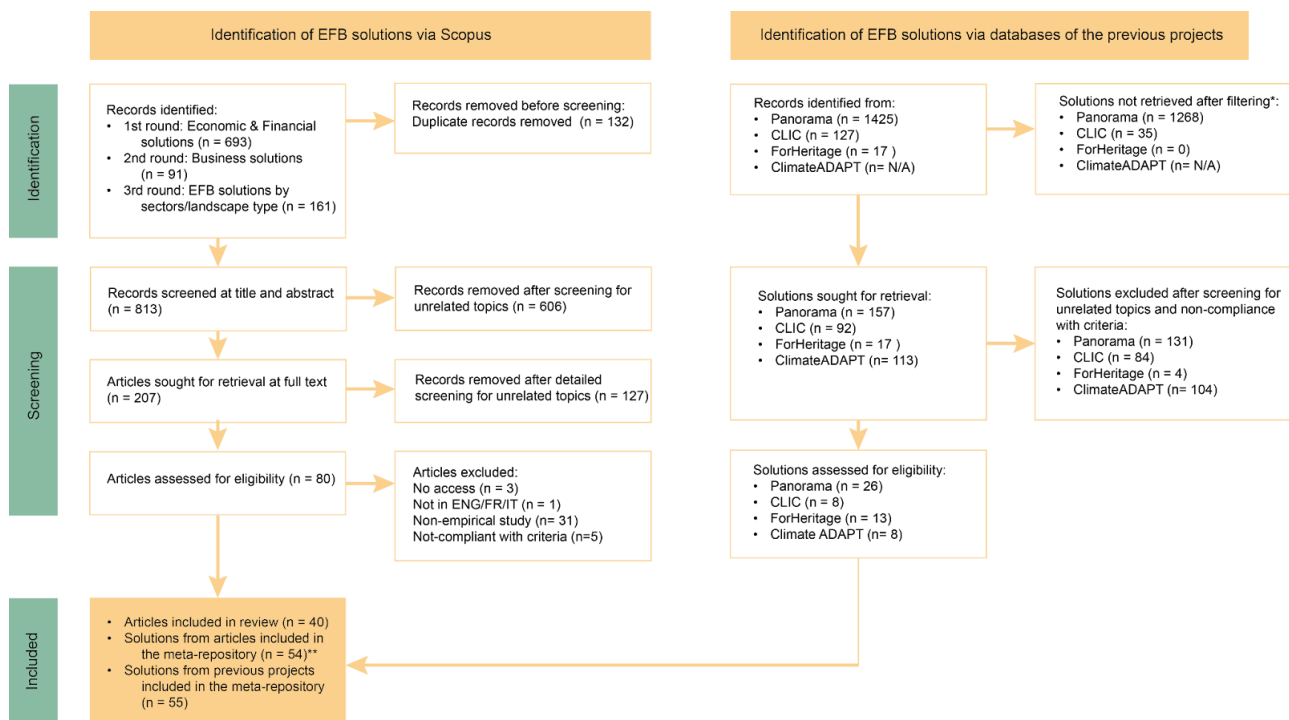 Identification of EFB solutions via Scopus
Identification of EFB solutions via databases of the previous projects
Identification
Records identified:
• 1st round: Economic & Financial
solutions (n = 693)
• 2nd round: Business solutions
(n = 91)
• 3rd round: EFB solutions by
sectors/landscape type (n = 161)
Records removed before screening:
Duplicate records removed (n = 132)
Records identified from:
• Panorama (n = 1425)
• CLIC (n = 127)
• ForHeritage (n = 17 )
• ClimateADAPT (n= N/A)
Solutions not retrieved after filtering*:
• Panorama (n = 1268)
• CLIC (n = 35)
• ForHeritage (n = 0)
• ClimateADAPT (n= N/A)
Screening
Records screened at title and abstract
(n = 813)
Records removed after screening for
unrelated topics (n = 606)
Articles sought for retrieval at full text
(n = 207)
Records removed after detailed
screening for unrelated topics (n = 127)
Articles assessed for eligibility (n = 80)
Articles excluded:
No access (n = 3)
Not in ENG/FR/IT (n = 1)
Non-empirical study (n= 31)
Not-compliant with criteria (n=5)
Solutions sought for retrieval:
• Panorama (n = 157)
• CLIC (n = 92)
• ForHeritage (n = 17 )
• ClimateADAPT (n = 113)
Solutions excluded after screening for
unrelated topics and non-compliance
with criteria:
• Panorama (n = 131)
• CLIC (n = 84)
• ForHeritage (n = 4)
• ClimateADAPT (n= 104)
Solutions assessed for eligibility:
• Panorama (n = 26)
• CLIC (n = 8)
• ForHeritage (n = 13)
• Climate ADAPT (n= 8)
Included
• Articles included in review (n = 40)
• Solutions from articles included in
the meta-repository (n = 54)**
• Solutions from previous projects
included in the meta-repository
(n = 55)